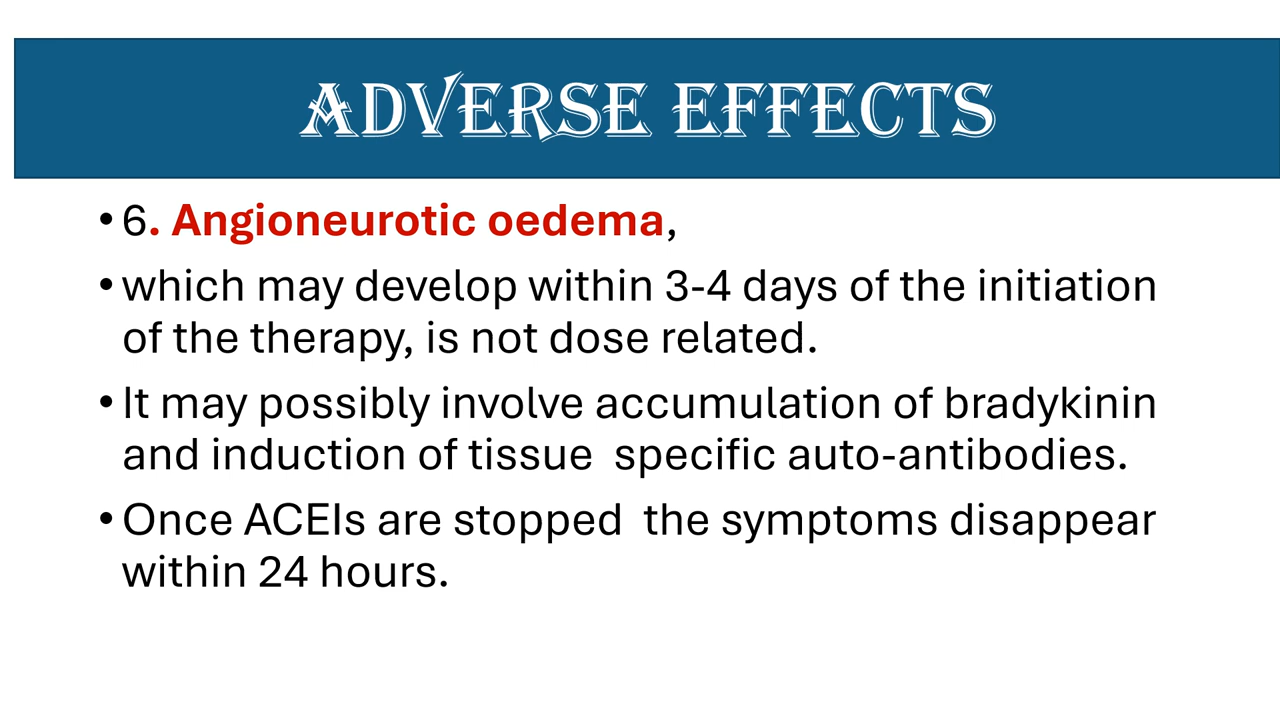 ADVERSE EFFECTS
• 6. Angioneurotic oedema,
• which may develop within 3-4 days of the initiation
of the therapy, is not dose related.
• It may possibly involve accumulation of bradykinin
and induction of tissue  specific auto-antibodies.
• Once ACEIs are stopped  the symptoms disappear
within 24 hours.